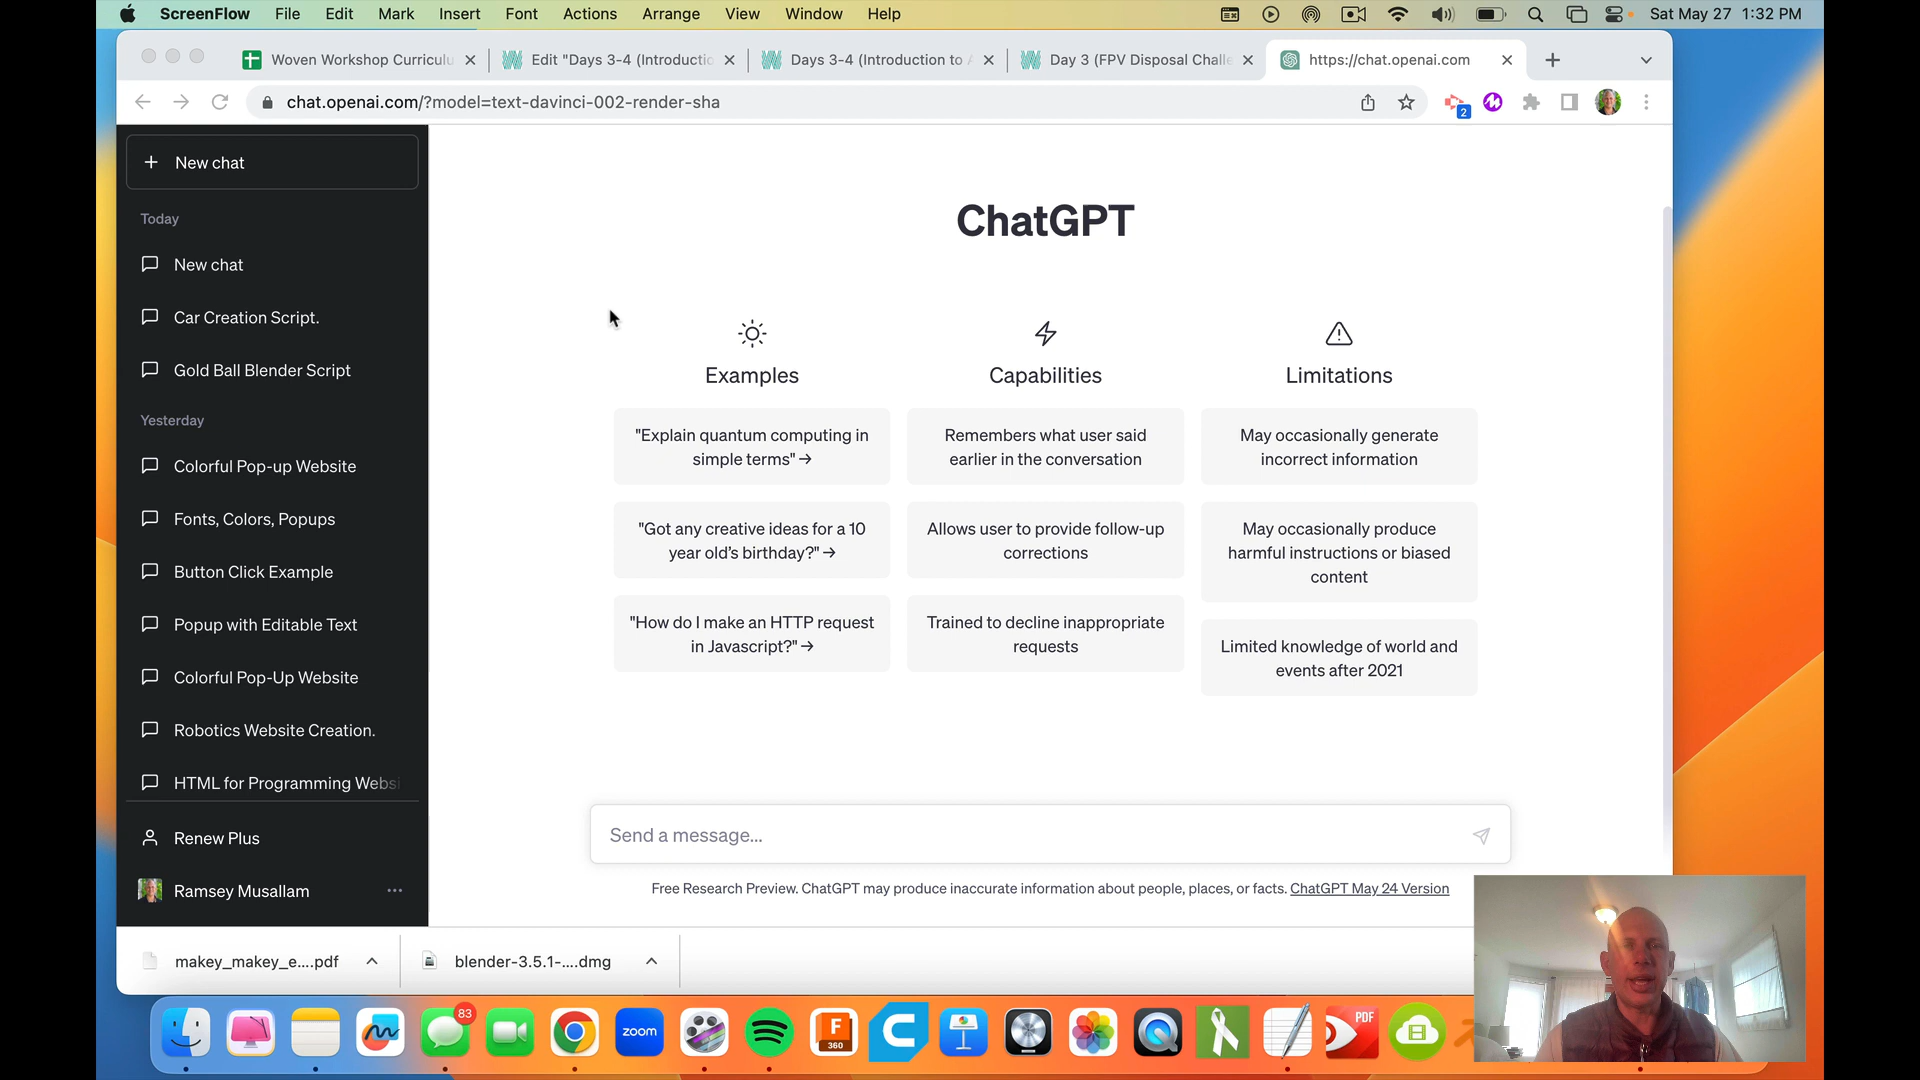 ScreenFlow File Edit Mark Insert Font Actions Arrange View Window Help Sat May 27 1:32 PM
Woven Workshop Curriculu Edit "Days 3-4 (Introductic Days 3-4 (Introduction to A Day 3 (FPV Disposal Challe https://chat.openai.com
chat.openai.com/?model=text-davinci-002-render-sha
2
New chat
Today
New chat
Car Creation Script.
Gold Ball Blender Script
Yesterday
Colorful Pop-up Website
Fonts, Colors, Popups
Button Click Example
Popup with Editable Text
Colorful Pop-Up Website
Robotics Website Creation.
HTML for Programming Websi
Renew Plus
Ramsey Musallam
ChatGPT
Examples
"Explain quantum computing in
simple terms" →
"Got any creative ideas for a 10
year old's birthday?" →
"How do I make an HTTP request
in Javascript?" →
Capabilities
Remembers what user said
earlier in the conversation
Allows user to provide follow-up
corrections
Trained to decline inappropriate
requests
Limitations
May occasionally generate
incorrect information
May occasionally produce
harmful instructions or biased
content
Limited knowledge of world and
events after 2021
Send a message...
Free Research Preview. ChatGPT may produce inaccurate information about people, places, or facts. ChatGPT May 24 Version
makey_makey_e....pdf blender-3.5.1-....dmg
83
zoom
F
360
PDF